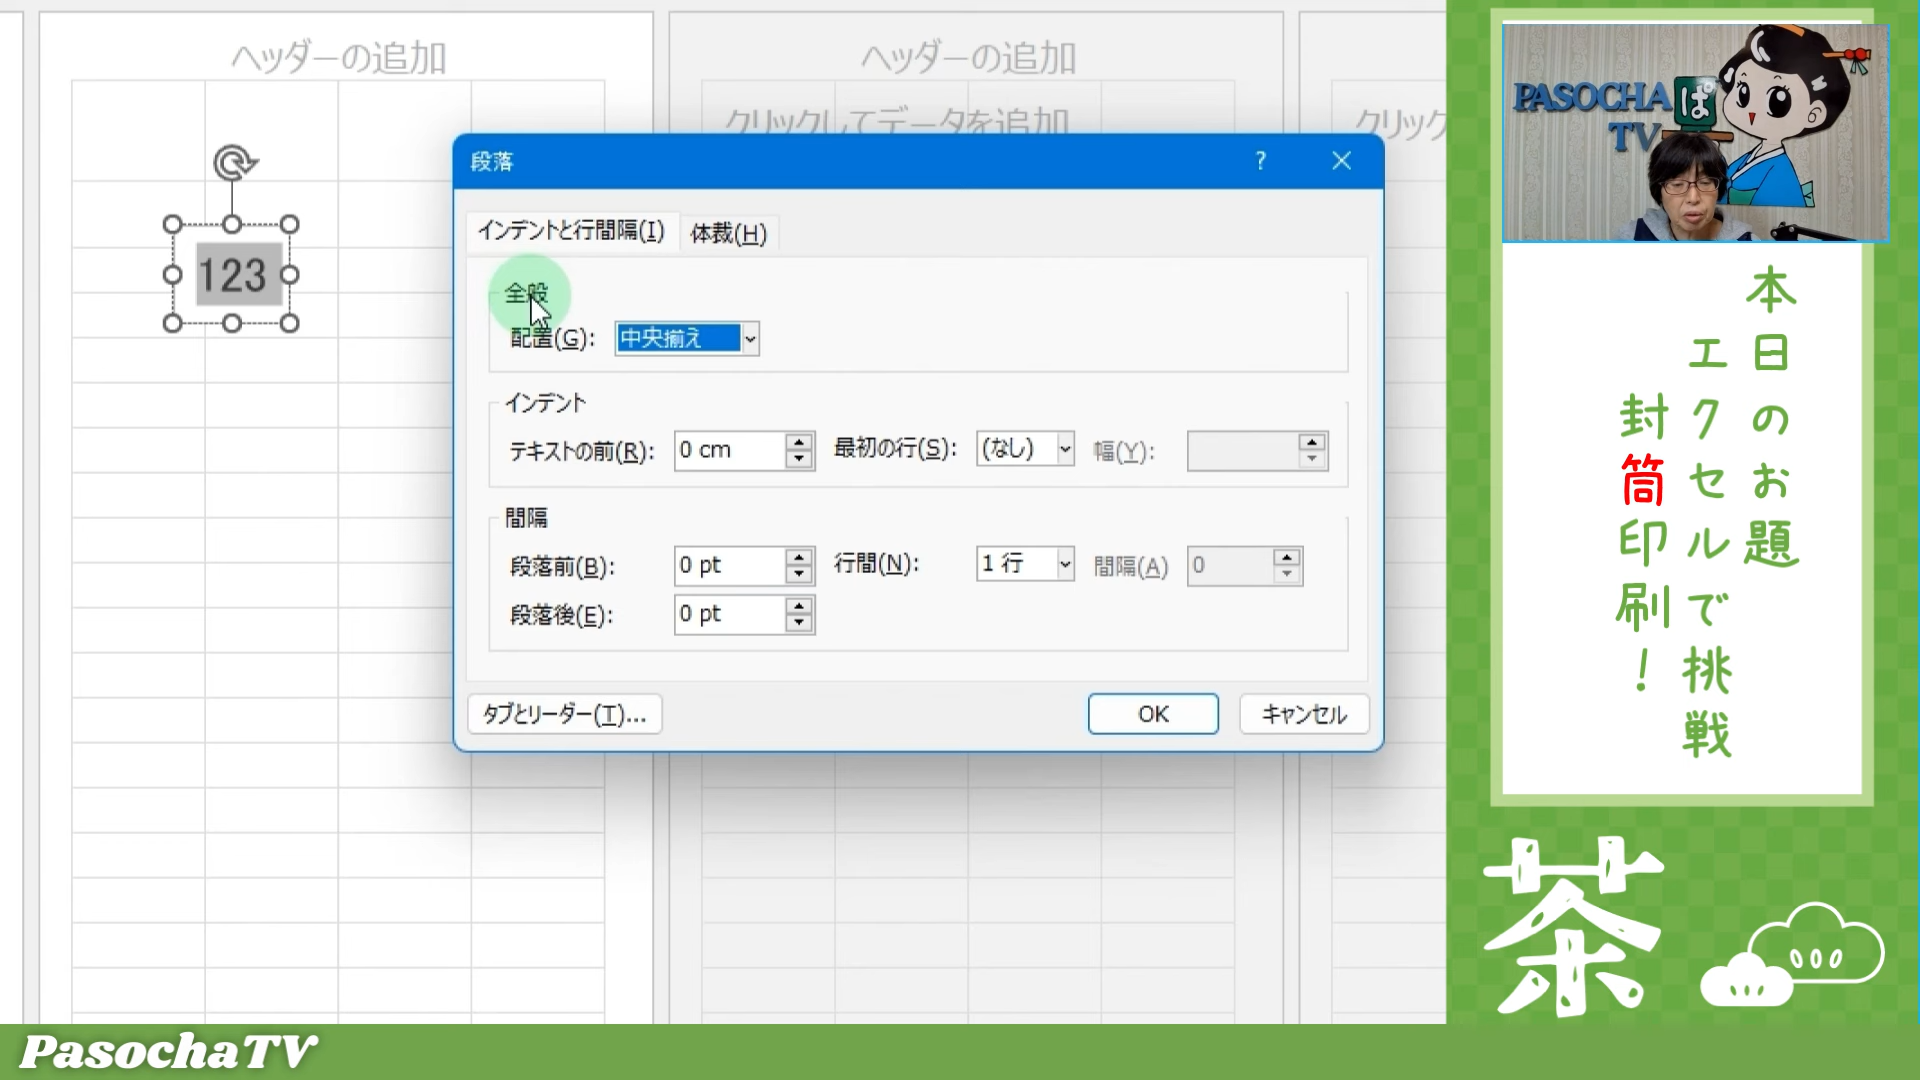 ヘッダーの追加
ヘッダーの追加
クリックしてデータを追加
クリック
123
段落
?
インデントと行間隔(I)
体裁(H)
全般
配置(G):
中央揃え
インデント
テキストの前(R):
0 cm
最初の行(S):
(なし)
幅(Y):
間隔
段落前(B):
0 pt
行間(N):
1 行
間隔(A)
0
段落後(E):
0 pt
タブとリーダー(T)...
OK
キャンセル
PASOCHA
ぱ
TV
本日のお題
エクセルで挑戦
封筒印刷!
茶
PasochaTV